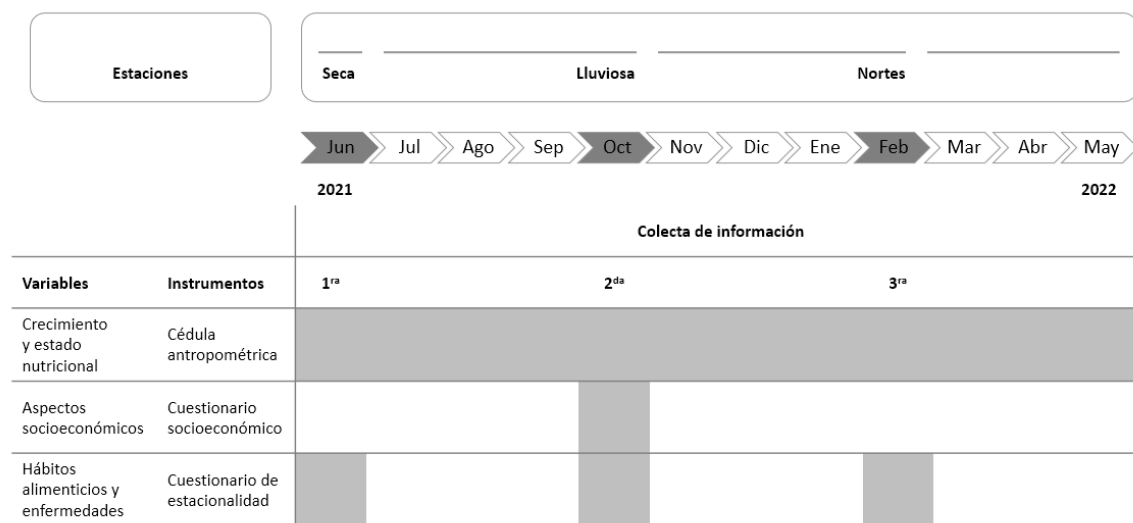 Estaciones
Seca Lluviosa Nortes
Jun Jul Ago Sep Oct Nov Dic Ene Feb Mar Abr May
2021 2022
Colecta de información
Variables Instrumentos 1ra 2da 3ra
Crecimiento
y estado
nutricional
Cédula
antropométrica
Aspectos
socioeconómicos
Cuestionario
socioeconómico
Hábitos
alimenticios y
enfermedades
Cuestionario de
estacionalidad